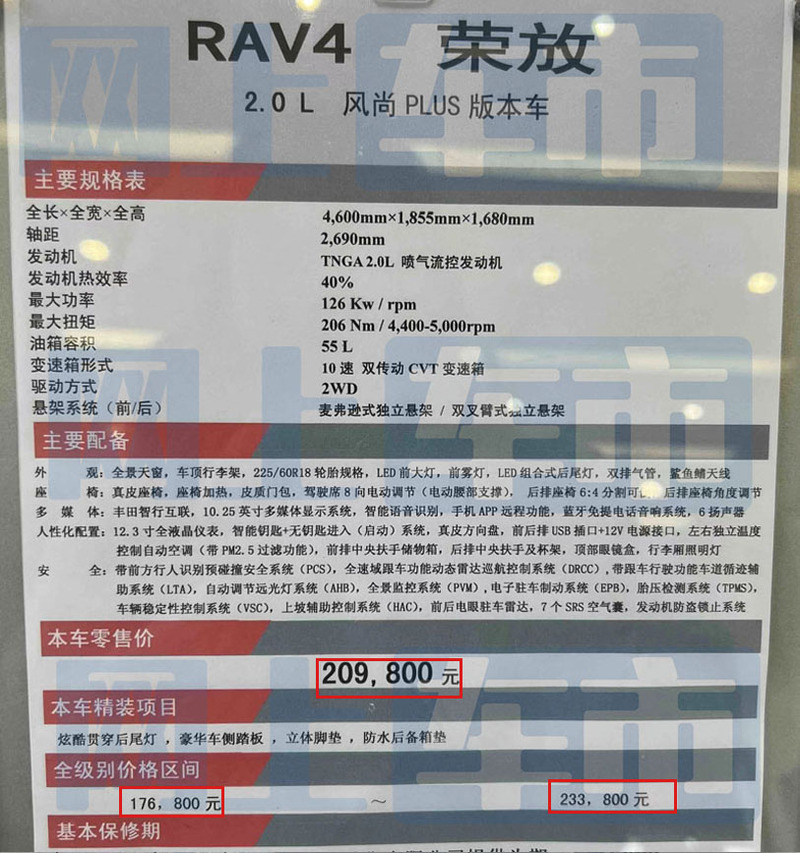 RAV4 荣放
2.0 L 风尚 PLUS 版本车
主要规格表
全长×全宽×全高 4,600mm×1,855mm×1,680mm
轴距 2,690mm
发动机 TNGA 2.0L 喷气流控发动机
发动机热效率 40%
最大功率 126 Kw / rpm
最大扭矩 206 Nm / 4,400-5,000rpm
油箱容积 55 L
变速箱形式 10 速 双传动 CVT 变速箱
驱动方式 2WD
悬架系统（前/后） 麦弗逊式独立悬架 / 双叉臂式独立悬架
主要配备
外 观：全景天窗，车顶行李架，225/60R18 轮胎规格，LED 前大灯，前雾灯，LED 组合式后尾灯，双排气管，鲨鱼鳍天线
座 椅：真皮座椅，座椅加热，皮质门包，驾驶席 8 向电动调节（电动腰部支撑），后排座椅 6:4 分割可，后排座椅角度调节
多 媒 体：丰田智行互联，10.25 英寸多媒体显示系统，智能语音识别，手机 APP 远程功能，蓝牙免提电话音响系统，6 扬声器
人性化配置：12.3 寸全液晶仪表，智能钥匙+无钥匙进入（启动）系统，真皮方向盘，前后排 USB 插口+12V 电源接口，左右独立温度
控制自动空调（带 PM2.5 过滤功能），前排中央扶手储物箱，后排中央扶手及杯架，顶部眼镜盒，行李厢照明灯
安 全：带前方行人识别预碰撞安全系统（PCS），全速域跟车功能动态雷达巡航控制系统（DRCC），带跟车行驶功能车道循迹辅
助系统（LTA），自动调节远光灯系统（AHB），全景监控系统（PVM），电子驻车制动系统（EPB），胎压检测系统（TPMS），
车辆稳定性控制系统（VSC），上坡辅助控制系统（HAC），前后电眼驻车雷达，7 个 SRS 空气囊，发动机防盗锁止系统
本车零售价
209,800 元
本车精装项目
炫酷贯穿后尾灯，豪华车侧踏板，立体脚垫，防水后备箱垫
全级别价格区间
176,800 元 ~ 233,800 元
基本保修期
网上车市
网上车市
网上车市